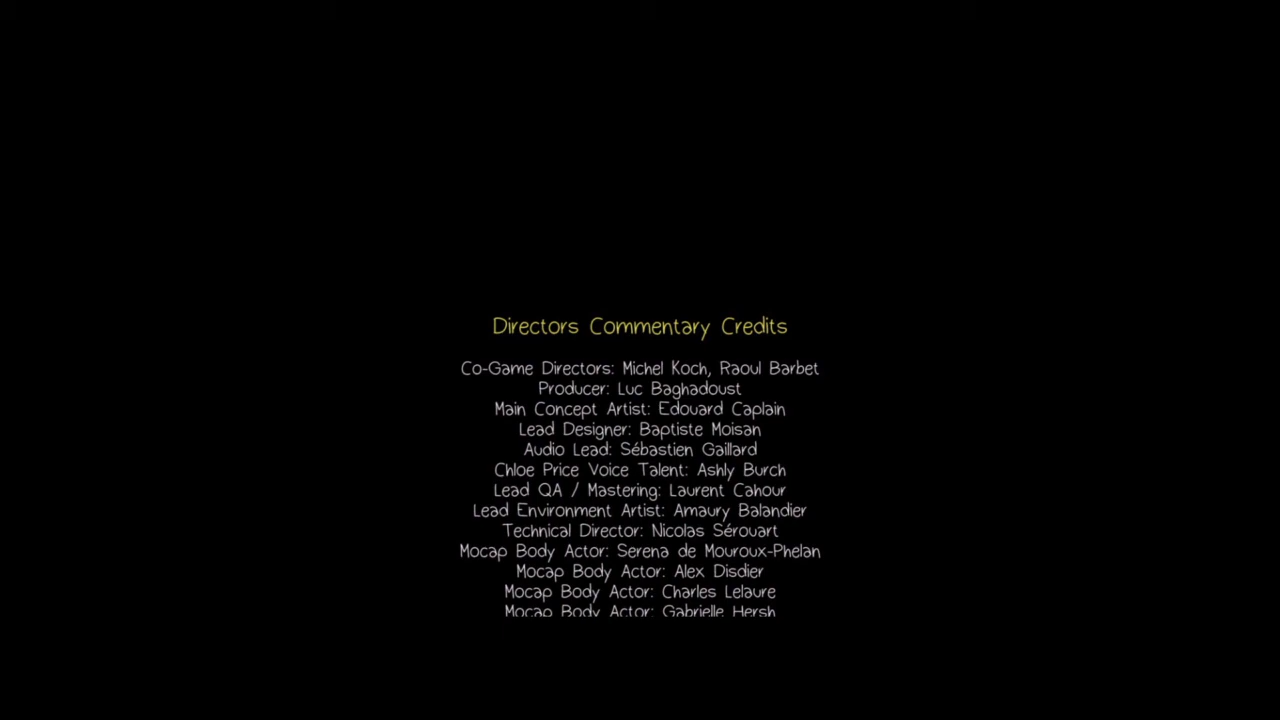 Directors Commentary Credits
Co-Game Directors: Michel Koch, Raoul Barbet
Producer: Luc Baghadoust
Main Concept Artist: Edouard Caplain
Lead Designer: Baptiste Moisan
Audio Lead: Sébastien Gaillard
Chloe Price Voice Talent: Ashly Burch
Lead QA / Mastering: Laurent Cahour
Lead Environment Artist: Amaury Balandier
Technical Director: Nicolas Sérouart
Mocap Body Actor: Serena de Mouroux-Phelan
Mocap Body Actor: Alex Disdier
Mocap Body Actor: Charles Lelaure
Mocap Body Actor: Gabrielle Hersh